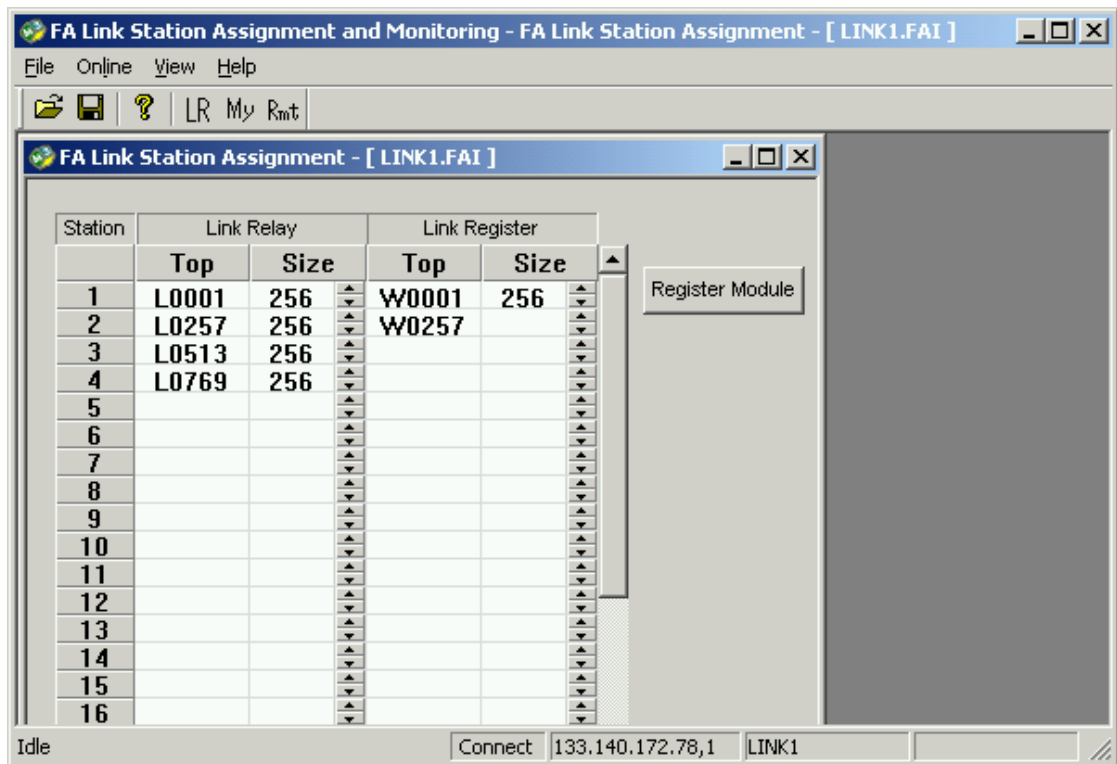 FA Link Station Assignment and Monitoring - FA Link Station Assignment - [ LINK1.FAI ]
File Online View Help
? LR My Rmt
FA Link Station Assignment - [ LINK1.FAI ]
Station Link Relay Link Register
Top Size Top Size
Register Module
1 L0001 256 W0001 256
2 L0257 256 W0257
3 L0513 256
4 L0769 256
5
6
7
8
9
10
11
12
13
14
15
16
Idle Connect 133.140.172.78,1 LINK1